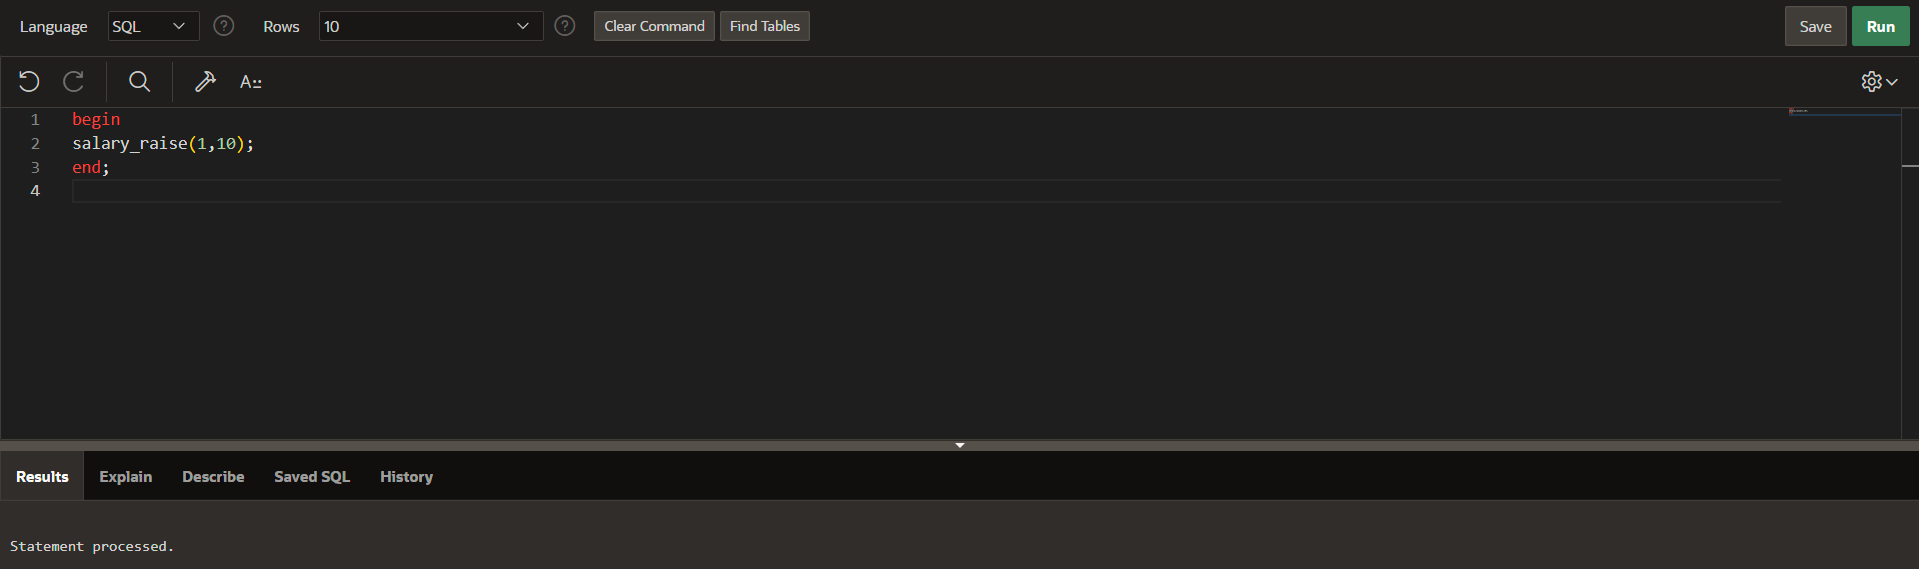 Language SQL ? Rows 10 ? Clear Command Find Tables Save Run
A::
1 begin
2 salary_raise(1,10);
3 end;
4
Results Explain Describe Saved SQL History
Statement processed.